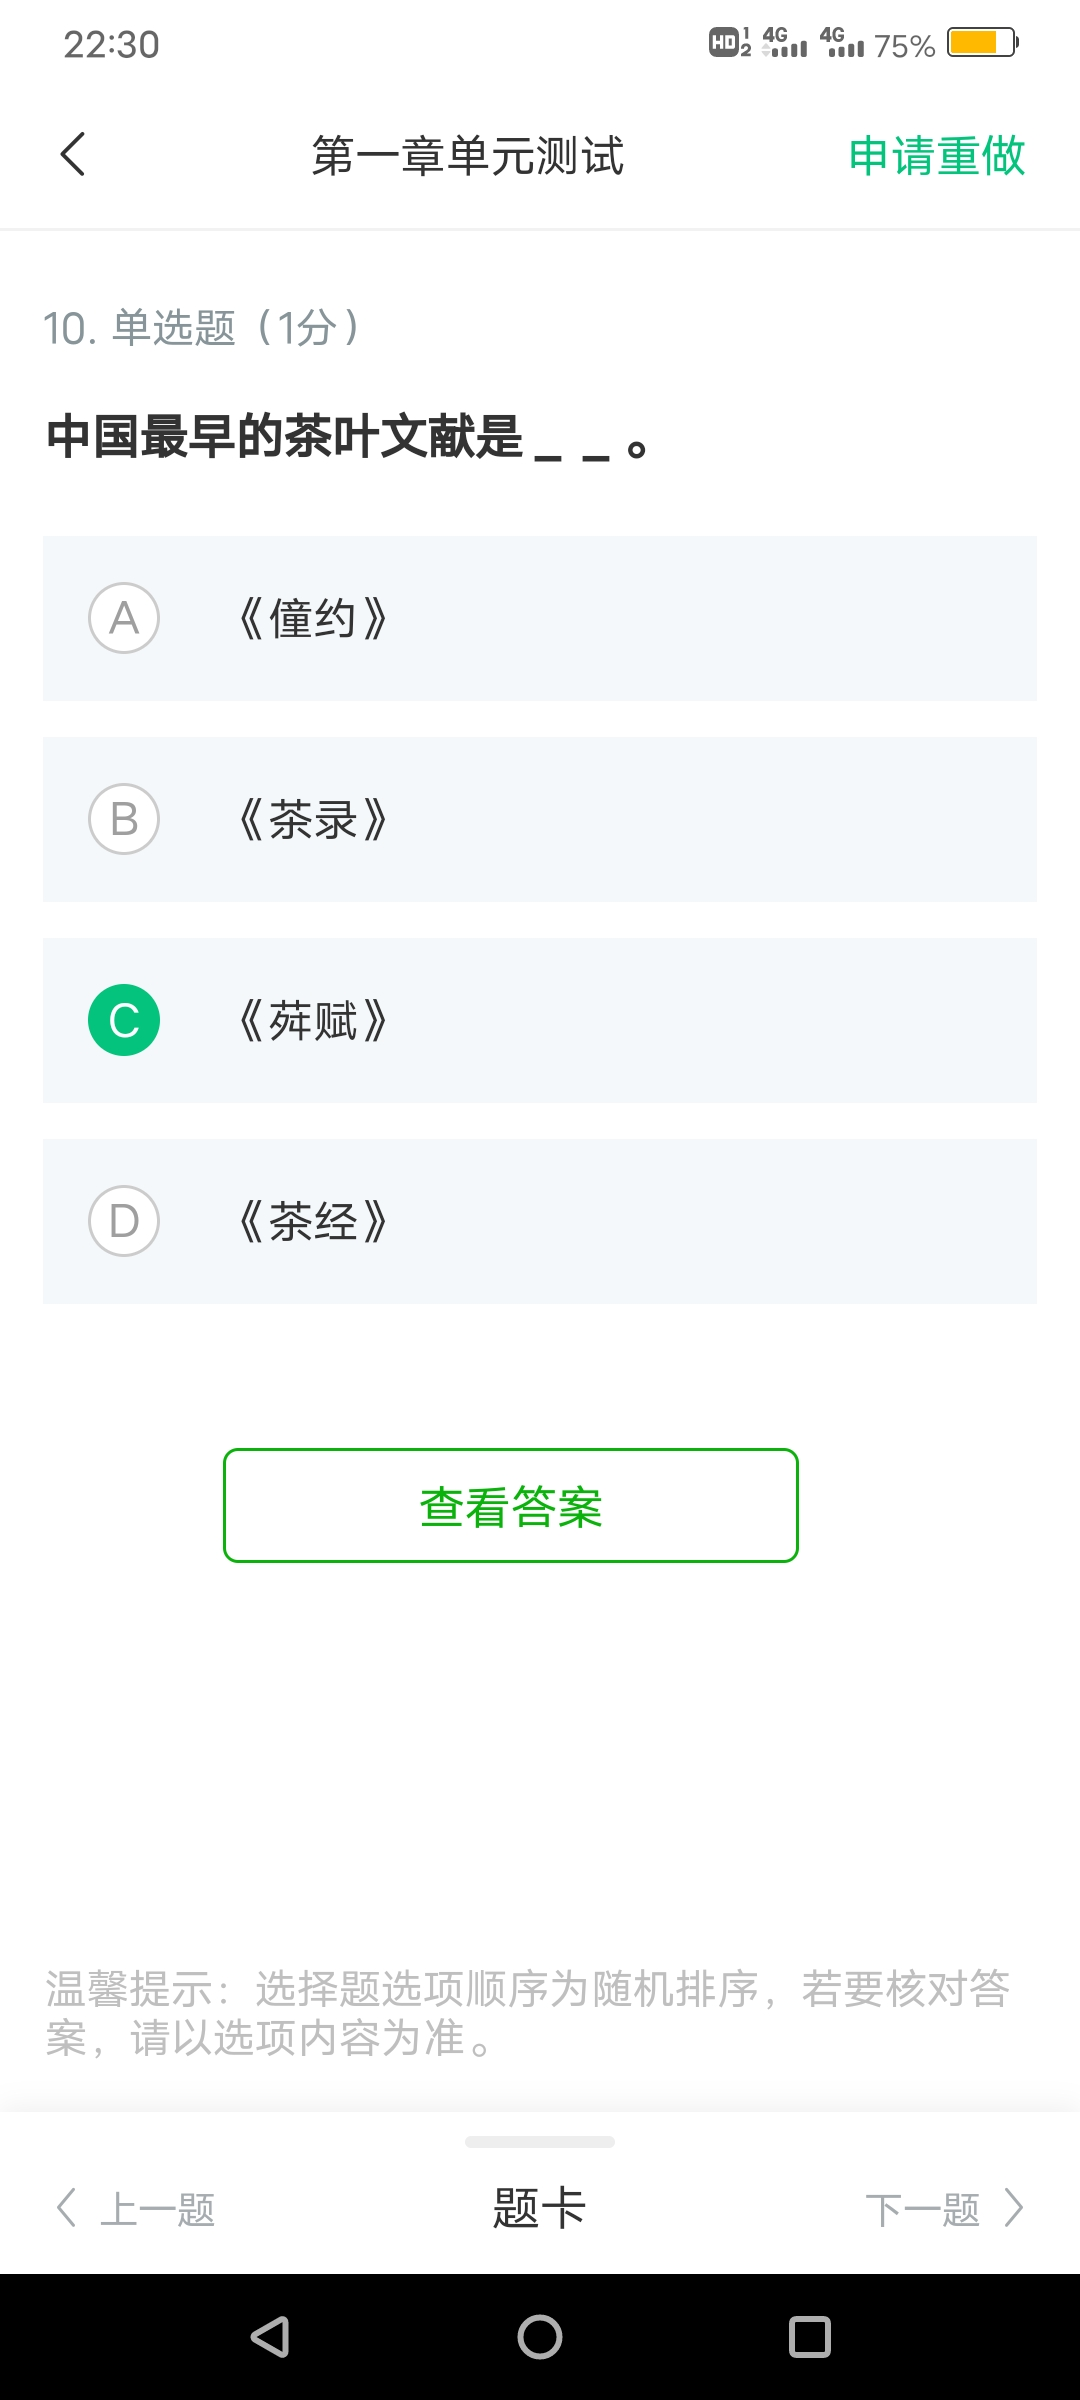 22:30
HD 1 2 4G 4G 75%
第一章单元测试
申请重做
10. 单选题（1分）
中国最早的茶叶文献是 _ _ 。
A 《僮约》
B 《茶录》
C 《荈赋》
D 《茶经》
查看答案
温馨提示：选择题选项顺序为随机排序，若要核对答
案，请以选项内容为准。
上一题
题卡
下一题